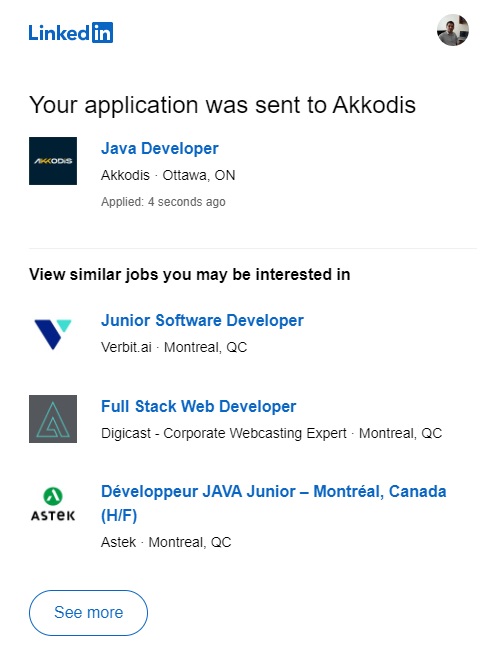 LinkedIn
Your application was sent to Akkodis
AKKODIS
Java Developer
Akkodis · Ottawa, ON
Applied: 4 seconds ago
View similar jobs you may be interested in
Junior Software Developer
Verbit.ai · Montreal, QC
Full Stack Web Developer
Digicast - Corporate Webcasting Expert · Montreal, QC
ASTEK
Développeur JAVA Junior – Montréal, Canada
(H/F)
Astek · Montreal, QC
See more